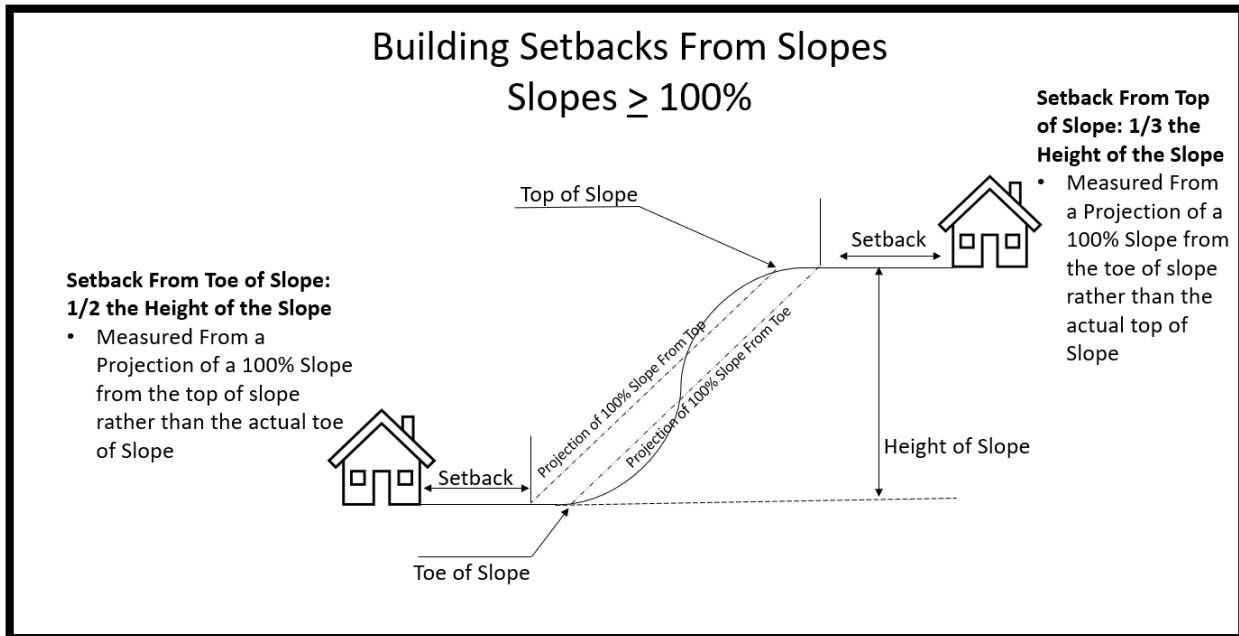 Building Setbacks From Slopes
Slopes ≥ 100%
Setback From Top
of Slope: 1/3 the
Height of the Slope
• Measured From
a Projection of a
100% Slope from
the toe of slope
rather than the
actual top of
Slope
Top of Slope
Setback
Setback From Toe of Slope:
1/2 the Height of the Slope
• Measured From a
Projection of a 100% Slope
from the top of slope
rather than the actual toe
of Slope
Projection of 100% Slope From Top
Projection of 100% Slope From Toe
Height of Slope
Setback
Toe of Slope